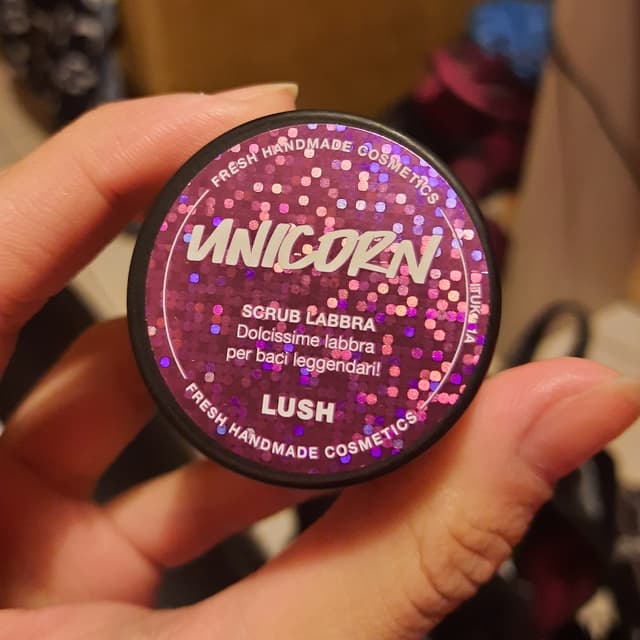 FRESH HANDMADE COSMETICS
UNICORN
SCRUB LABBRA
Dolcissime labbra
per baci leggendari!
LUSH
FRESH HANDMADE COSMETICS